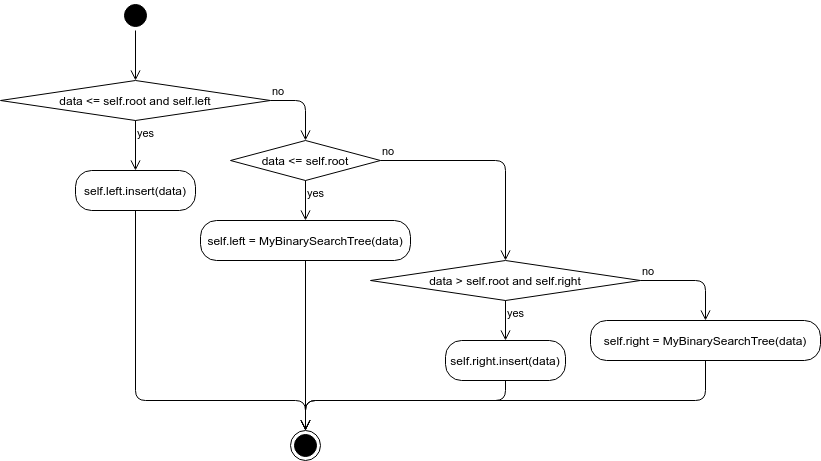 data <= self.root and self.left
no
yes
self.left.insert(data)
data <= self.root
no
yes
self.left = MyBinarySearchTree(data)
data > self.root and self.right
no
yes
self.right.insert(data)
self.right = MyBinarySearchTree(data)